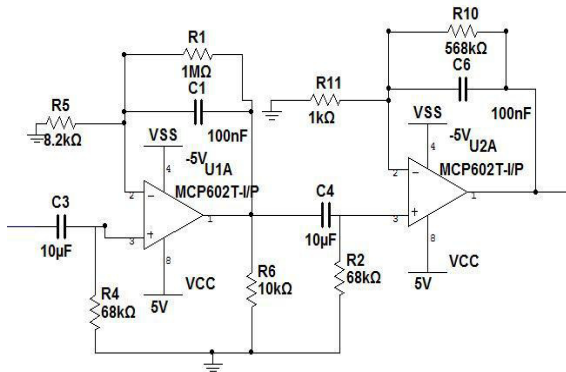 R1
1MΩ
C1
100nF
R5
8.2kΩ
VSS
-5V
4
U1A
MCP602T-I/P
2
3
1
8
VCC
5V
C3
10µF
R4
68kΩ
R6
10kΩ
C4
10µF
R2
68kΩ
R11
1kΩ
R10
568kΩ
C6
100nF
VSS
-5V
4
U2A
MCP602T-I/P
2
3
1
8
VCC
5V